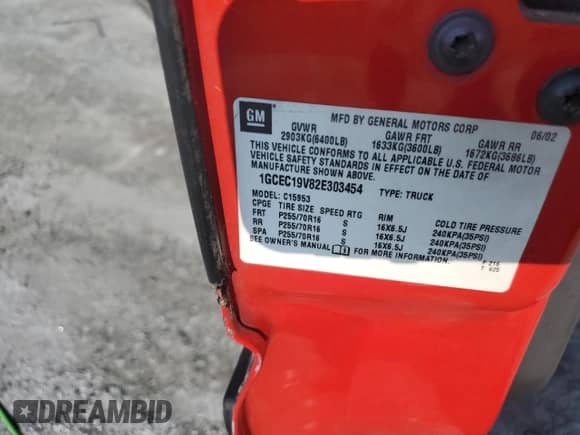 GM
MFD BY GENERAL MOTORS CORP 06/02
GVWR GAWR FRT GAWR RR
2903KG(6400LB) 1633KG(3600LB) 1672KG(3686LB)
THIS VEHICLE CONFORMS TO ALL APPLICABLE U.S. FEDERAL MOTOR
VEHICLE SAFETY STANDARDS IN EFFECT ON THE DATE OF
MANUFACTURE SHOWN ABOVE.
1GCEC19V82E303454 TYPE: TRUCK
MODEL: C15953
CPGE TIRE SIZE SPEED RTG RIM COLD TIRE PRESSURE
FRT P255/70R16 S 16X6.5J 240KPA(35PSI)
RR P255/70R16 S 16X6.5J 240KPA(35PSI)
SPA P255/70R16 S 16X6.5J 240KPA(35PSI)
SEE OWNER'S MANUAL FOR MORE INFORMATION.
DREAMBID